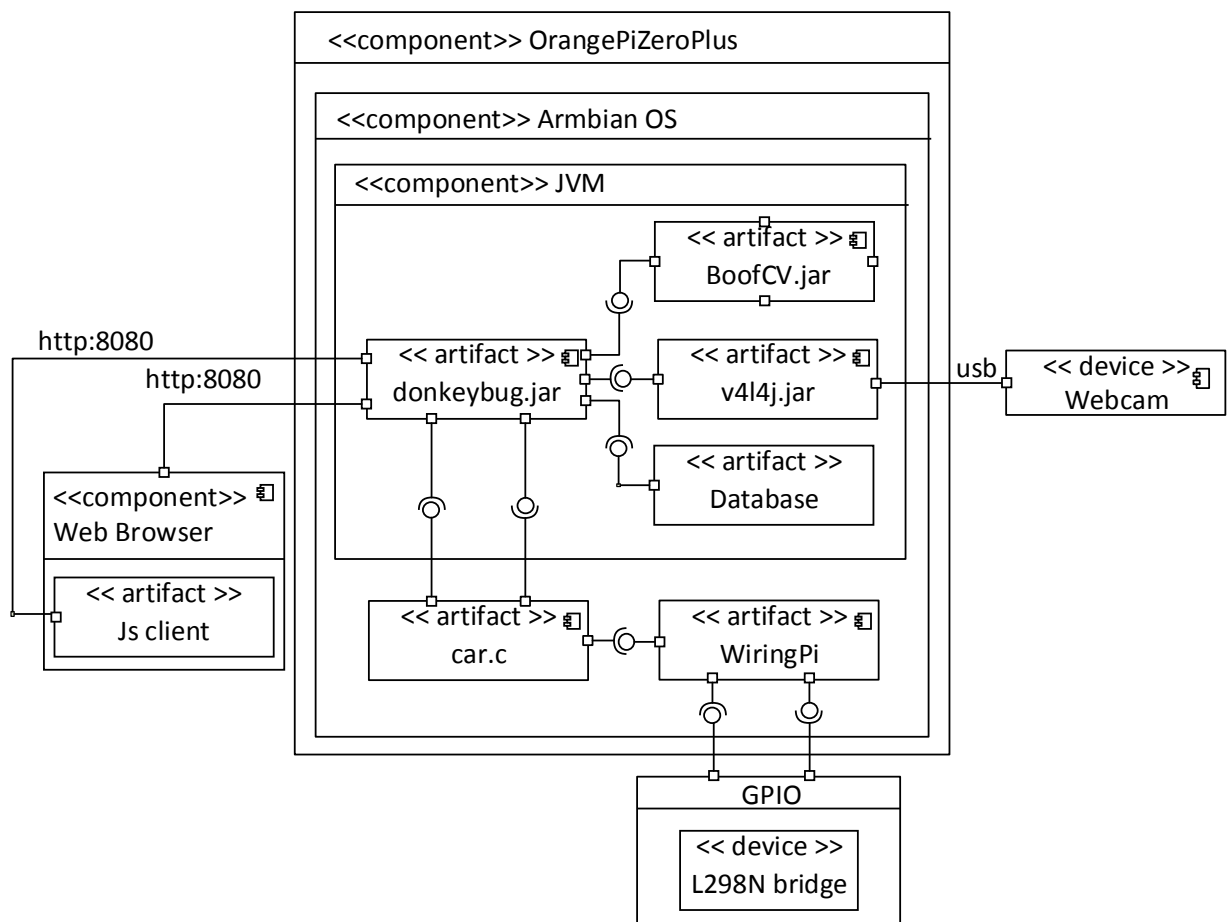 <<component>> OrangePiZeroPlus
<<component>> Armbian OS
<<component>> JVM
<< artifact >>
BoofCV.jar
http:8080
http:8080
<< artifact >>
donkeybug.jar
<< artifact >>
v4l4j.jar
usb
<< device >>
Webcam
<< artifact >>
Database
<<component>>
Web Browser
<< artifact >>
Js client
<< artifact >>
car.c
<< artifact >>
WiringPi
GPIO
<< device >>
L298N bridge